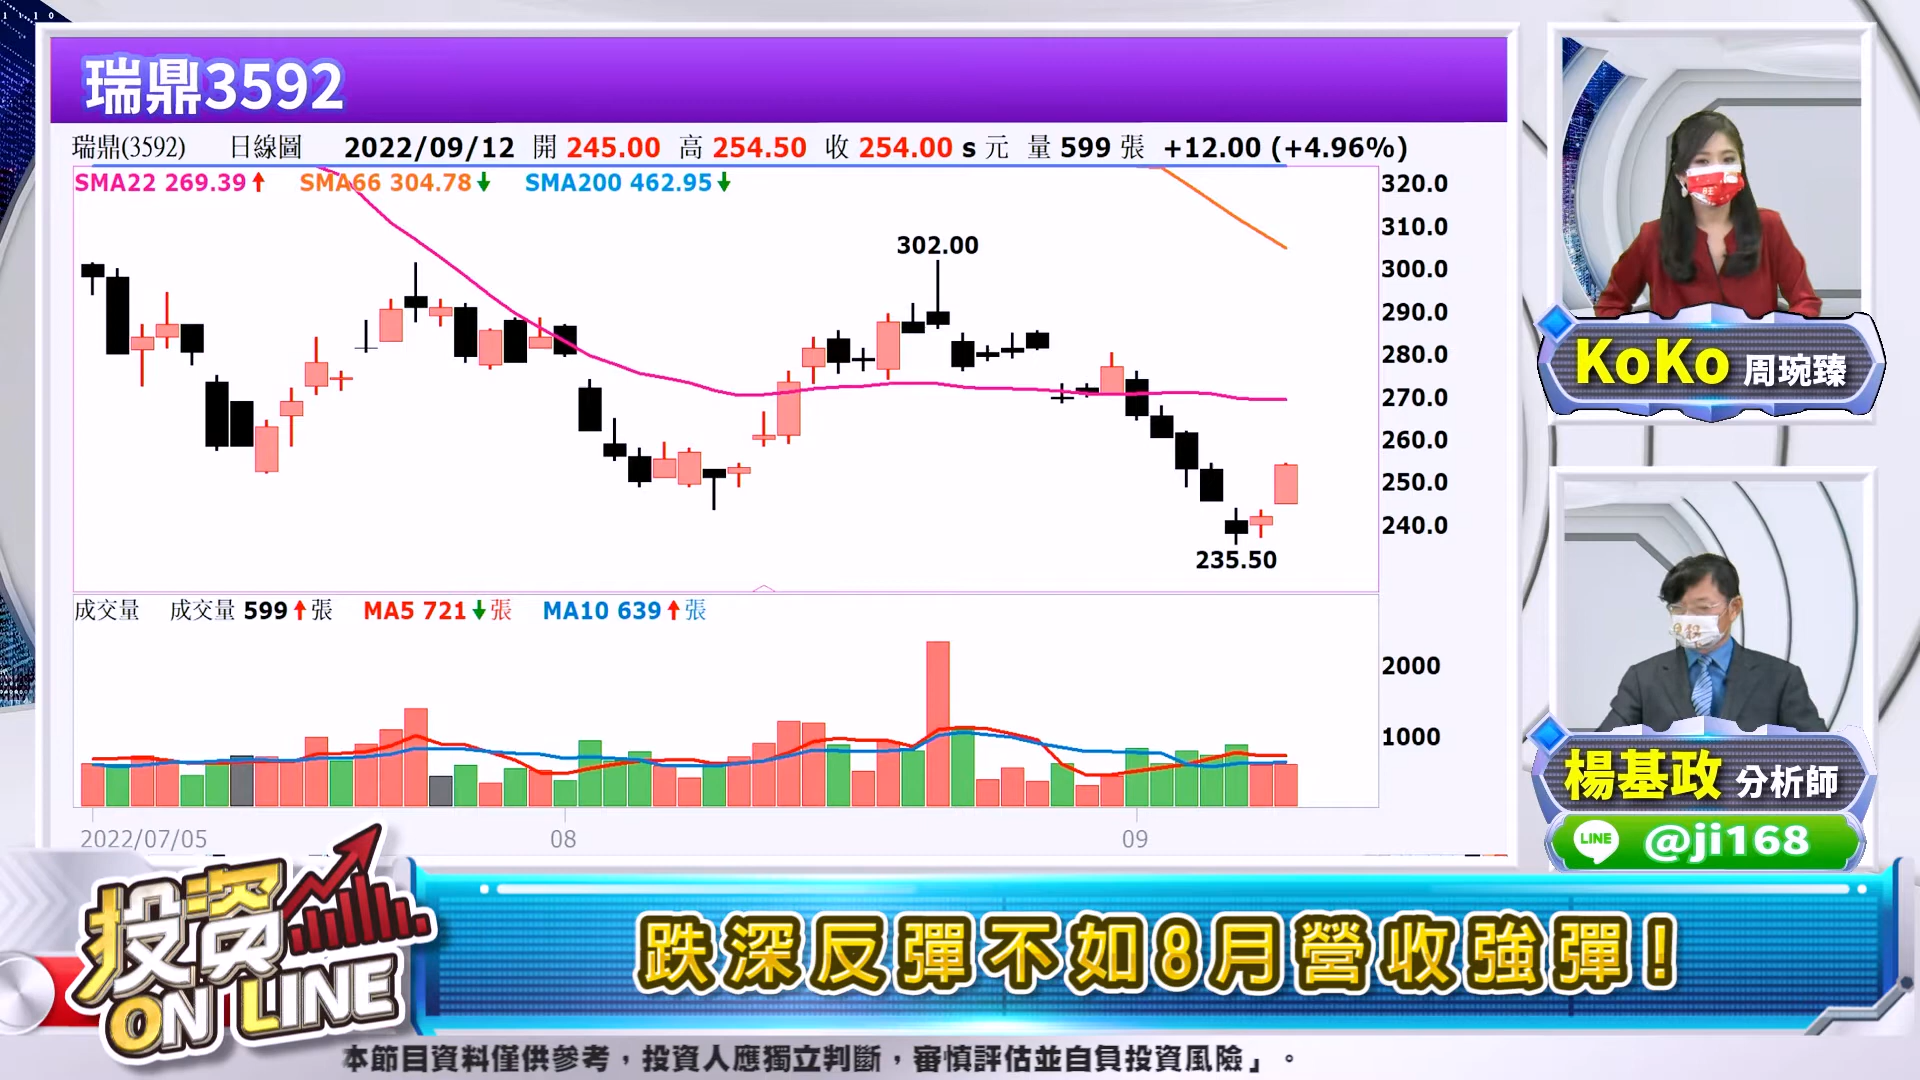 瑞鼎3592
瑞鼎(3592) 日線圖 2022/09/12 開 245.00 高 254.50 收 254.00 s 元 量 599 張 +12.00 (+4.96%)
SMA22 269.39 SMA66 304.78 SMA200 462.95
320.0
310.0
302.00
300.0
290.0
280.0
270.0
260.0
250.0
240.0
235.50
成交量 成交量 599 張 MA5 721 張 MA10 639 張
2000
1000
2022/07/05 08 09
KoKo 周琬臻
楊基政 分析師
LINE @ji168
投資
ON LINE
跌深反彈不如8月營收強彈!
本節目資料僅供參考，投資人應獨立判斷，審慎評估並自負投資風險」。